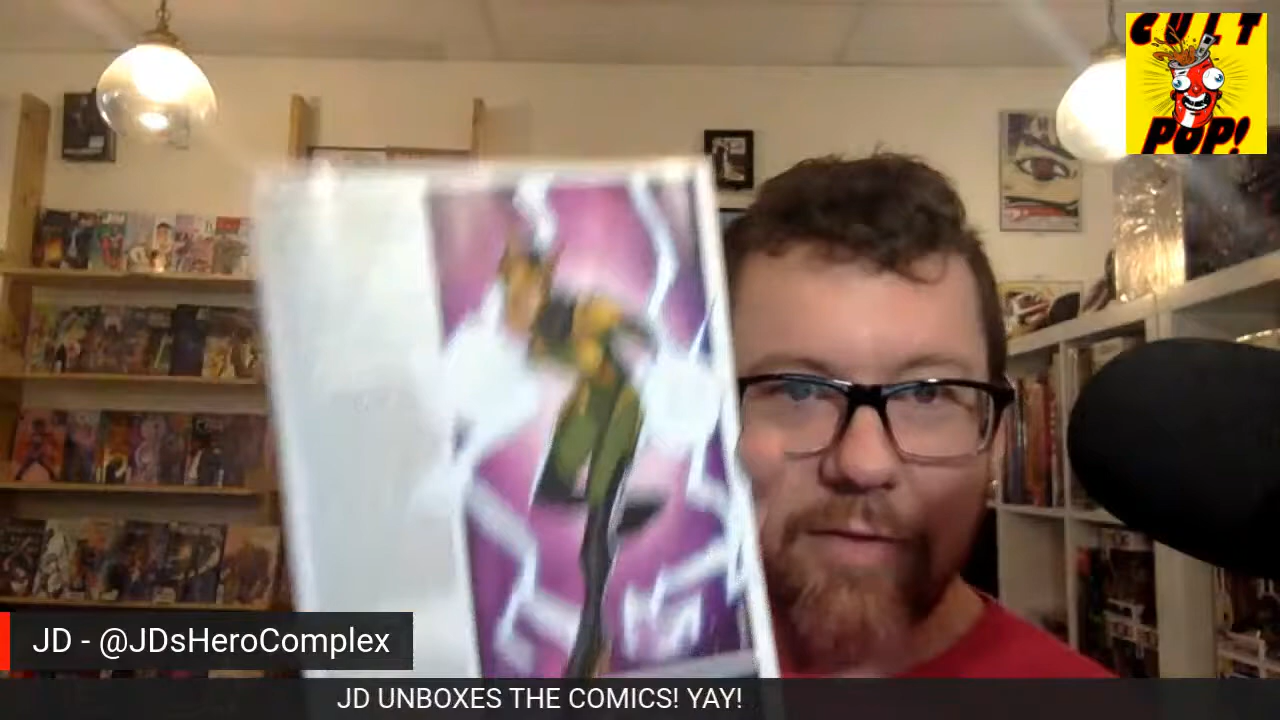 CULT
POP!
JD - @JDsHeroComplex
JD UNBOXES THE COMICS! YAY!